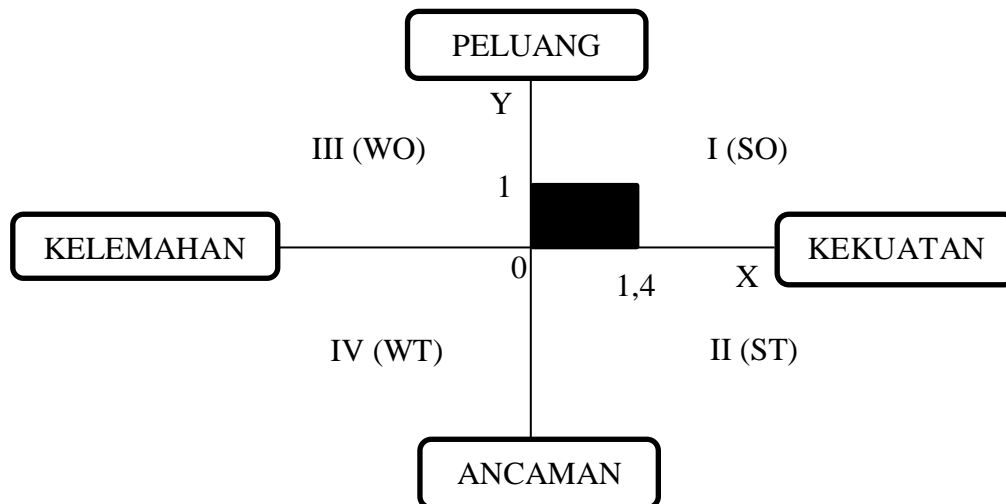 PELUANG
Y
III (WO)
I (SO)
1
KELEMAHAN
KEKUATAN
0
1,4
X
IV (WT)
II (ST)
ANCAMAN